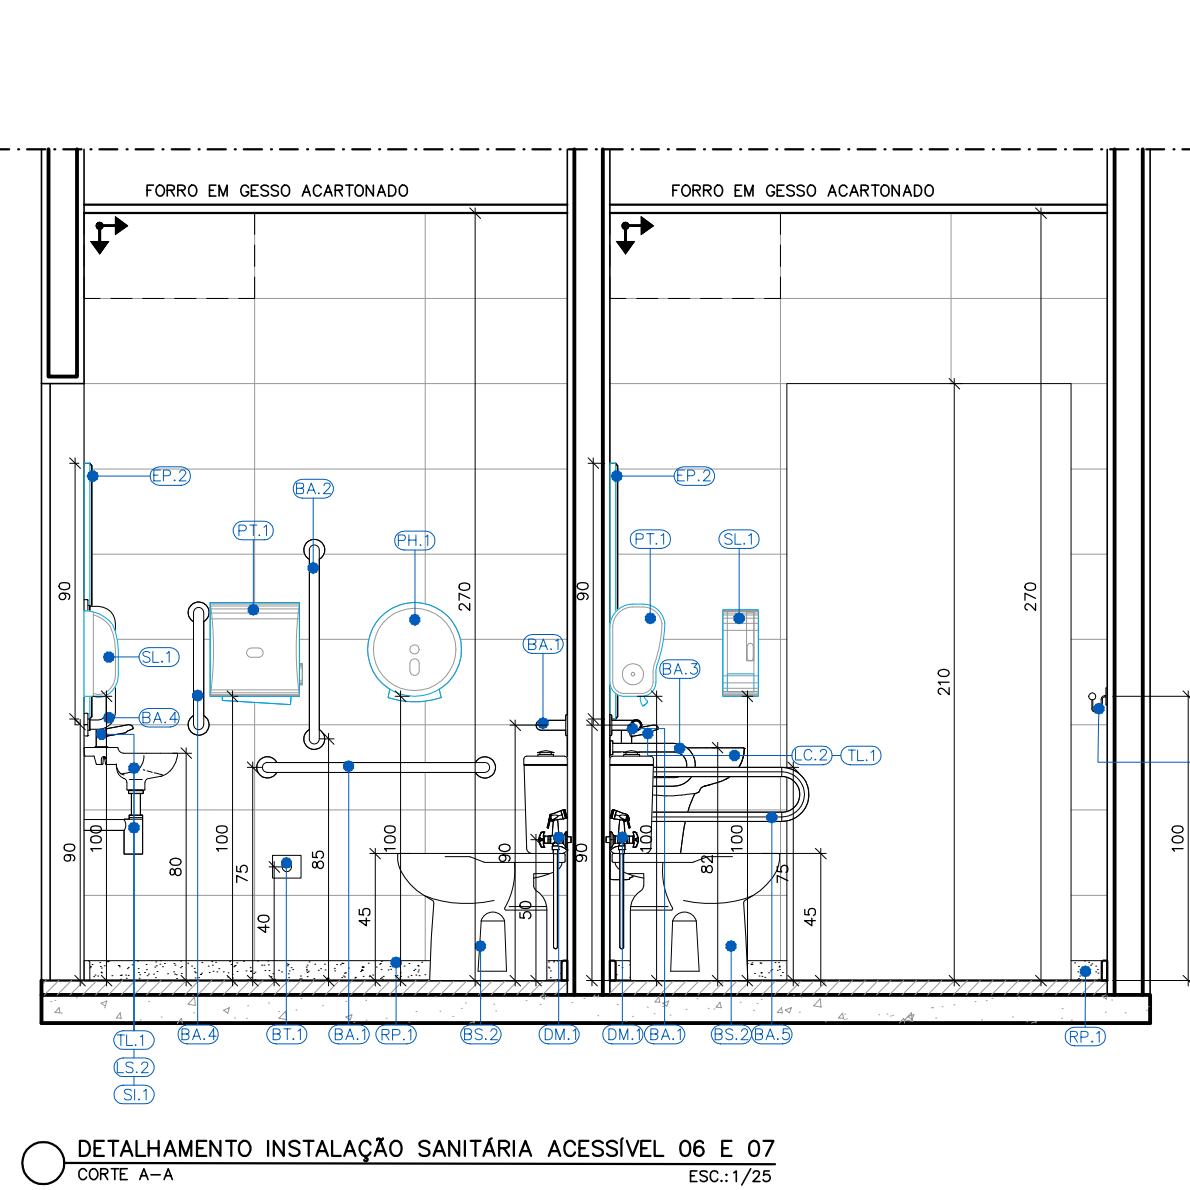 FORRO EM GESSO ACARTONADO
FORRO EM GESSO ACARTONADO
EP.2
BA.2
EP.2
PT.1
PH.1
PT.1
SL.1
90
270
90
270
SL.1
BA.1
BA.3
210
BA.4
LC.2
TL.1
90
100
80
100
75
40
85
45
100
90
50
90
100
82
100
75
45
100
TL.1
BA.4
BT.1
BA.1
RP.1
BS.2
DM.1
DM.1
BA.1
BS.2
BA.5
RP.1
LS.2
SI.1
DETALHAMENTO INSTALAÇÃO SANITÁRIA ACESSÍVEL 06 E 07
CORTE A-A
ESC.:1/25